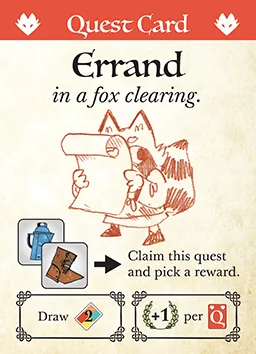 Quest Card
Errand
in a fox clearing.
Claim this quest
and pick a reward.
Draw 2
+1 per Q